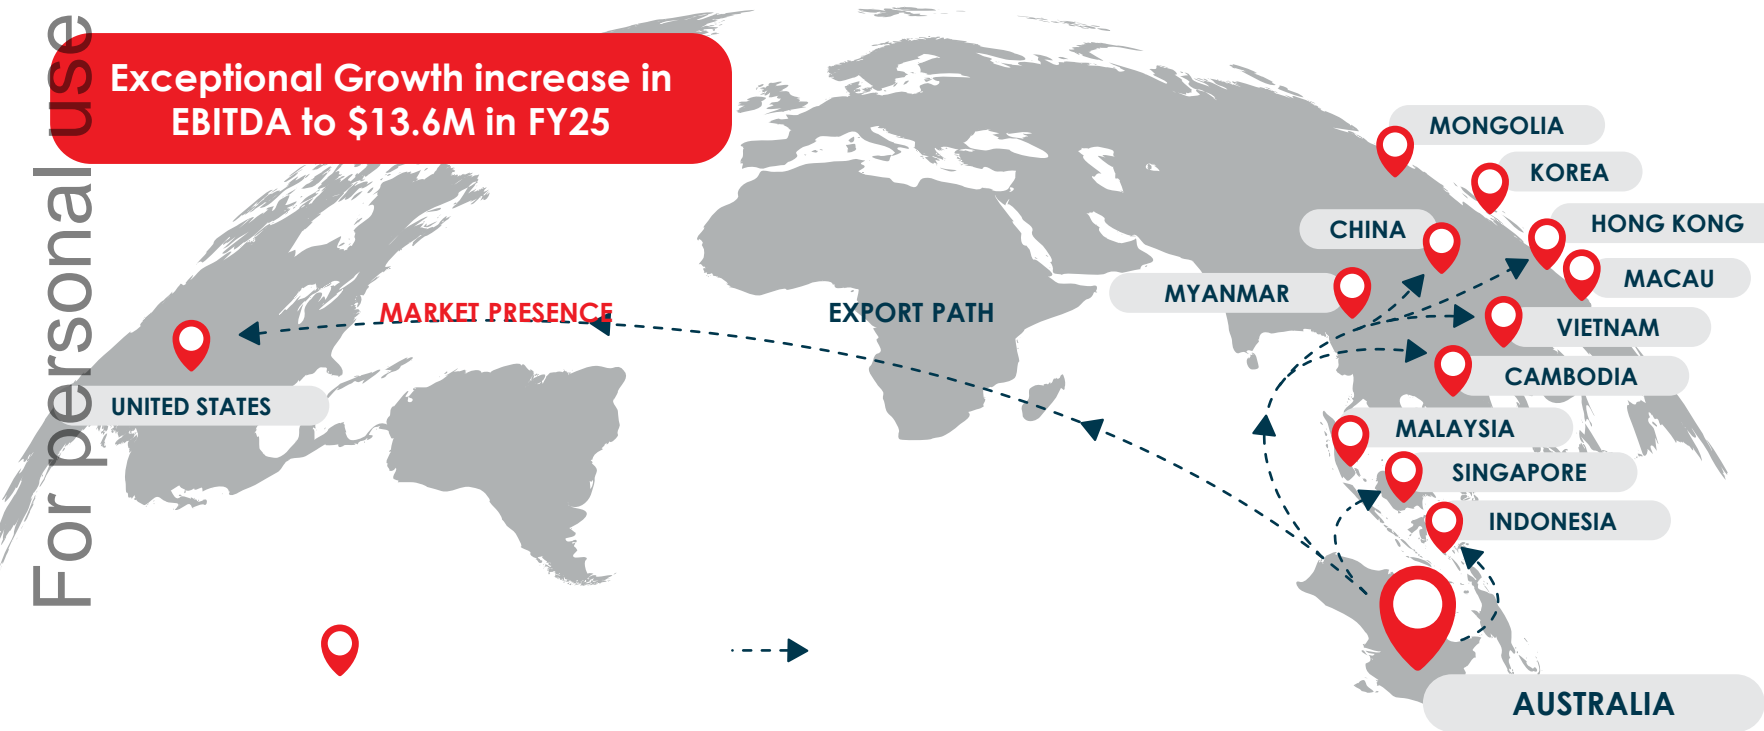 For personal use
Exceptional Growth increase in
EBITDA to $13.6M in FY25
MONGOLIA
KOREA
HONG KONG
CHINA
MACAU
MYANMAR
MARKET PRESENCE
EXPORT PATH
VIETNAM
CAMBODIA
UNITED STATES
MALAYSIA
SINGAPORE
INDONESIA
AUSTRALIA